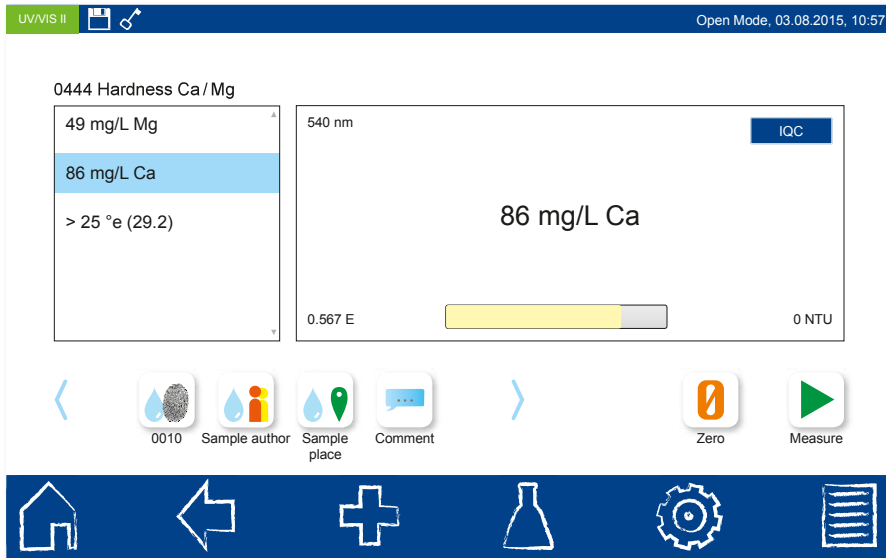 UV/VIS II
Open Mode, 03.08.2015, 10:57
0444 Hardness Ca/Mg
49 mg/L Mg
86 mg/L Ca
> 25 °e (29.2)
540 nm
IQC
86 mg/L Ca
0.567 E
0 NTU
0010
Sample author
Sample
place
Comment
Zero
Measure